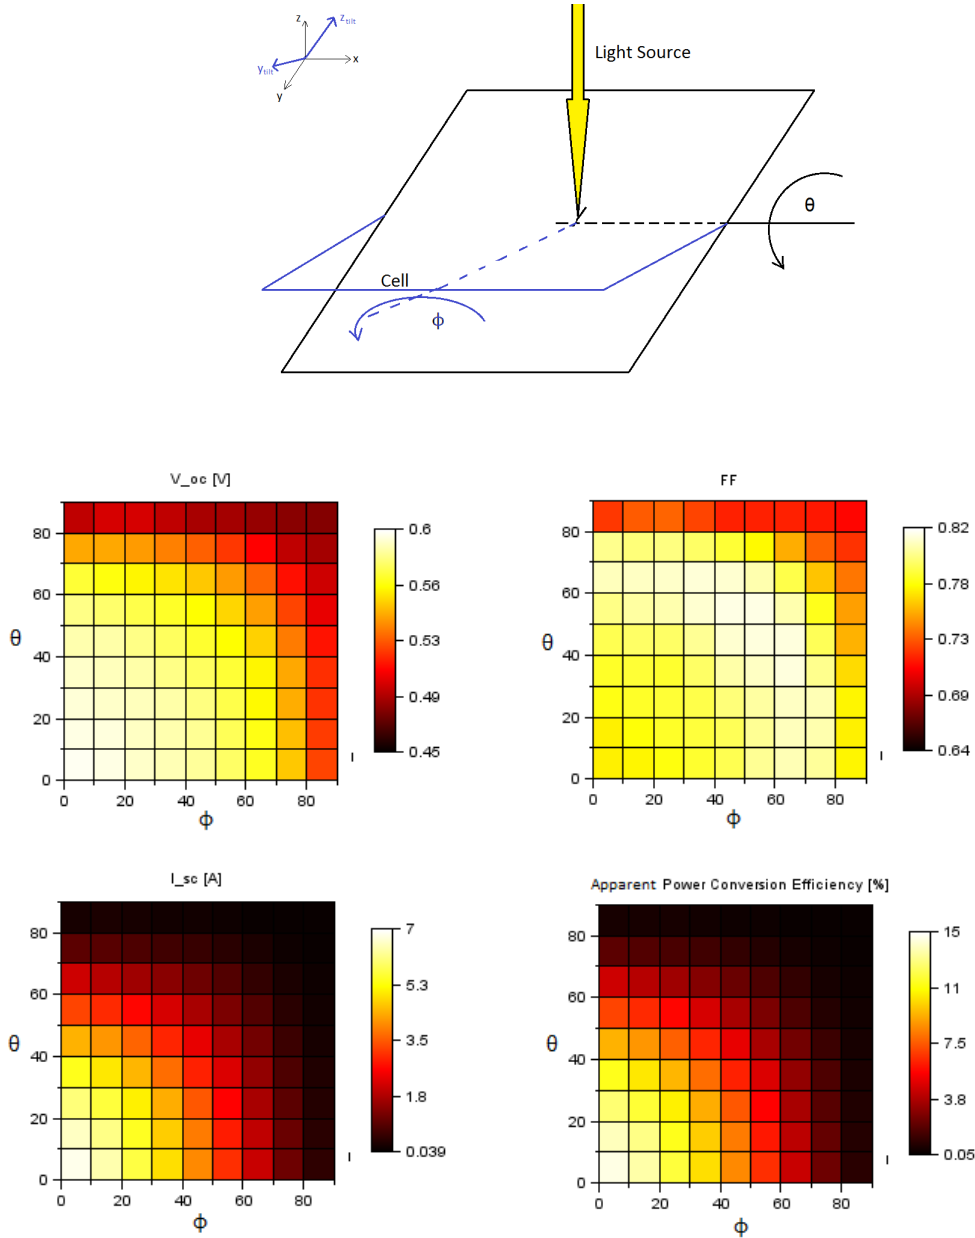 z
z tilt
x
y tilt
y
Light Source
θ
Cell
ϕ
V_oc [V]
80
60
40
20
0
θ
0 20 40 60 80
ϕ
0.6
0.56
0.53
0.49
0.45
I
FF
80
60
40
20
0
θ
0 20 40 60 80
ϕ
0.82
0.78
0.73
0.69
0.64
I
I_sc [A]
80
60
40
20
0
θ
0 20 40 60 80
ϕ
7
5.3
3.5
1.8
0.039
I
Apparent Power Conversion Efficiency [%]
80
60
40
20
0
θ
0 20 40 60 80
ϕ
15
11
7.5
3.8
0.05
I